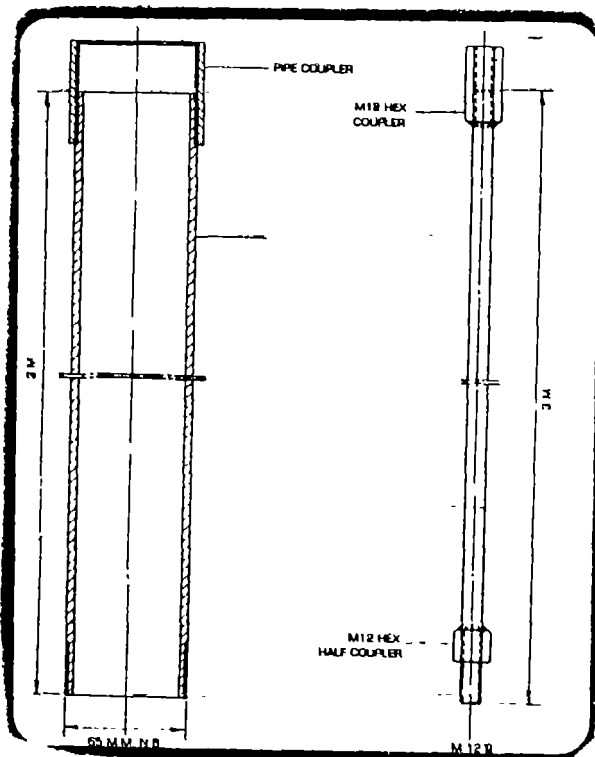 PIPE COUPLER
M12 HEX
COUPLER
3 M
3 M
M12 HEX
HALF COUPLER
65 M.M. N.B
M 12